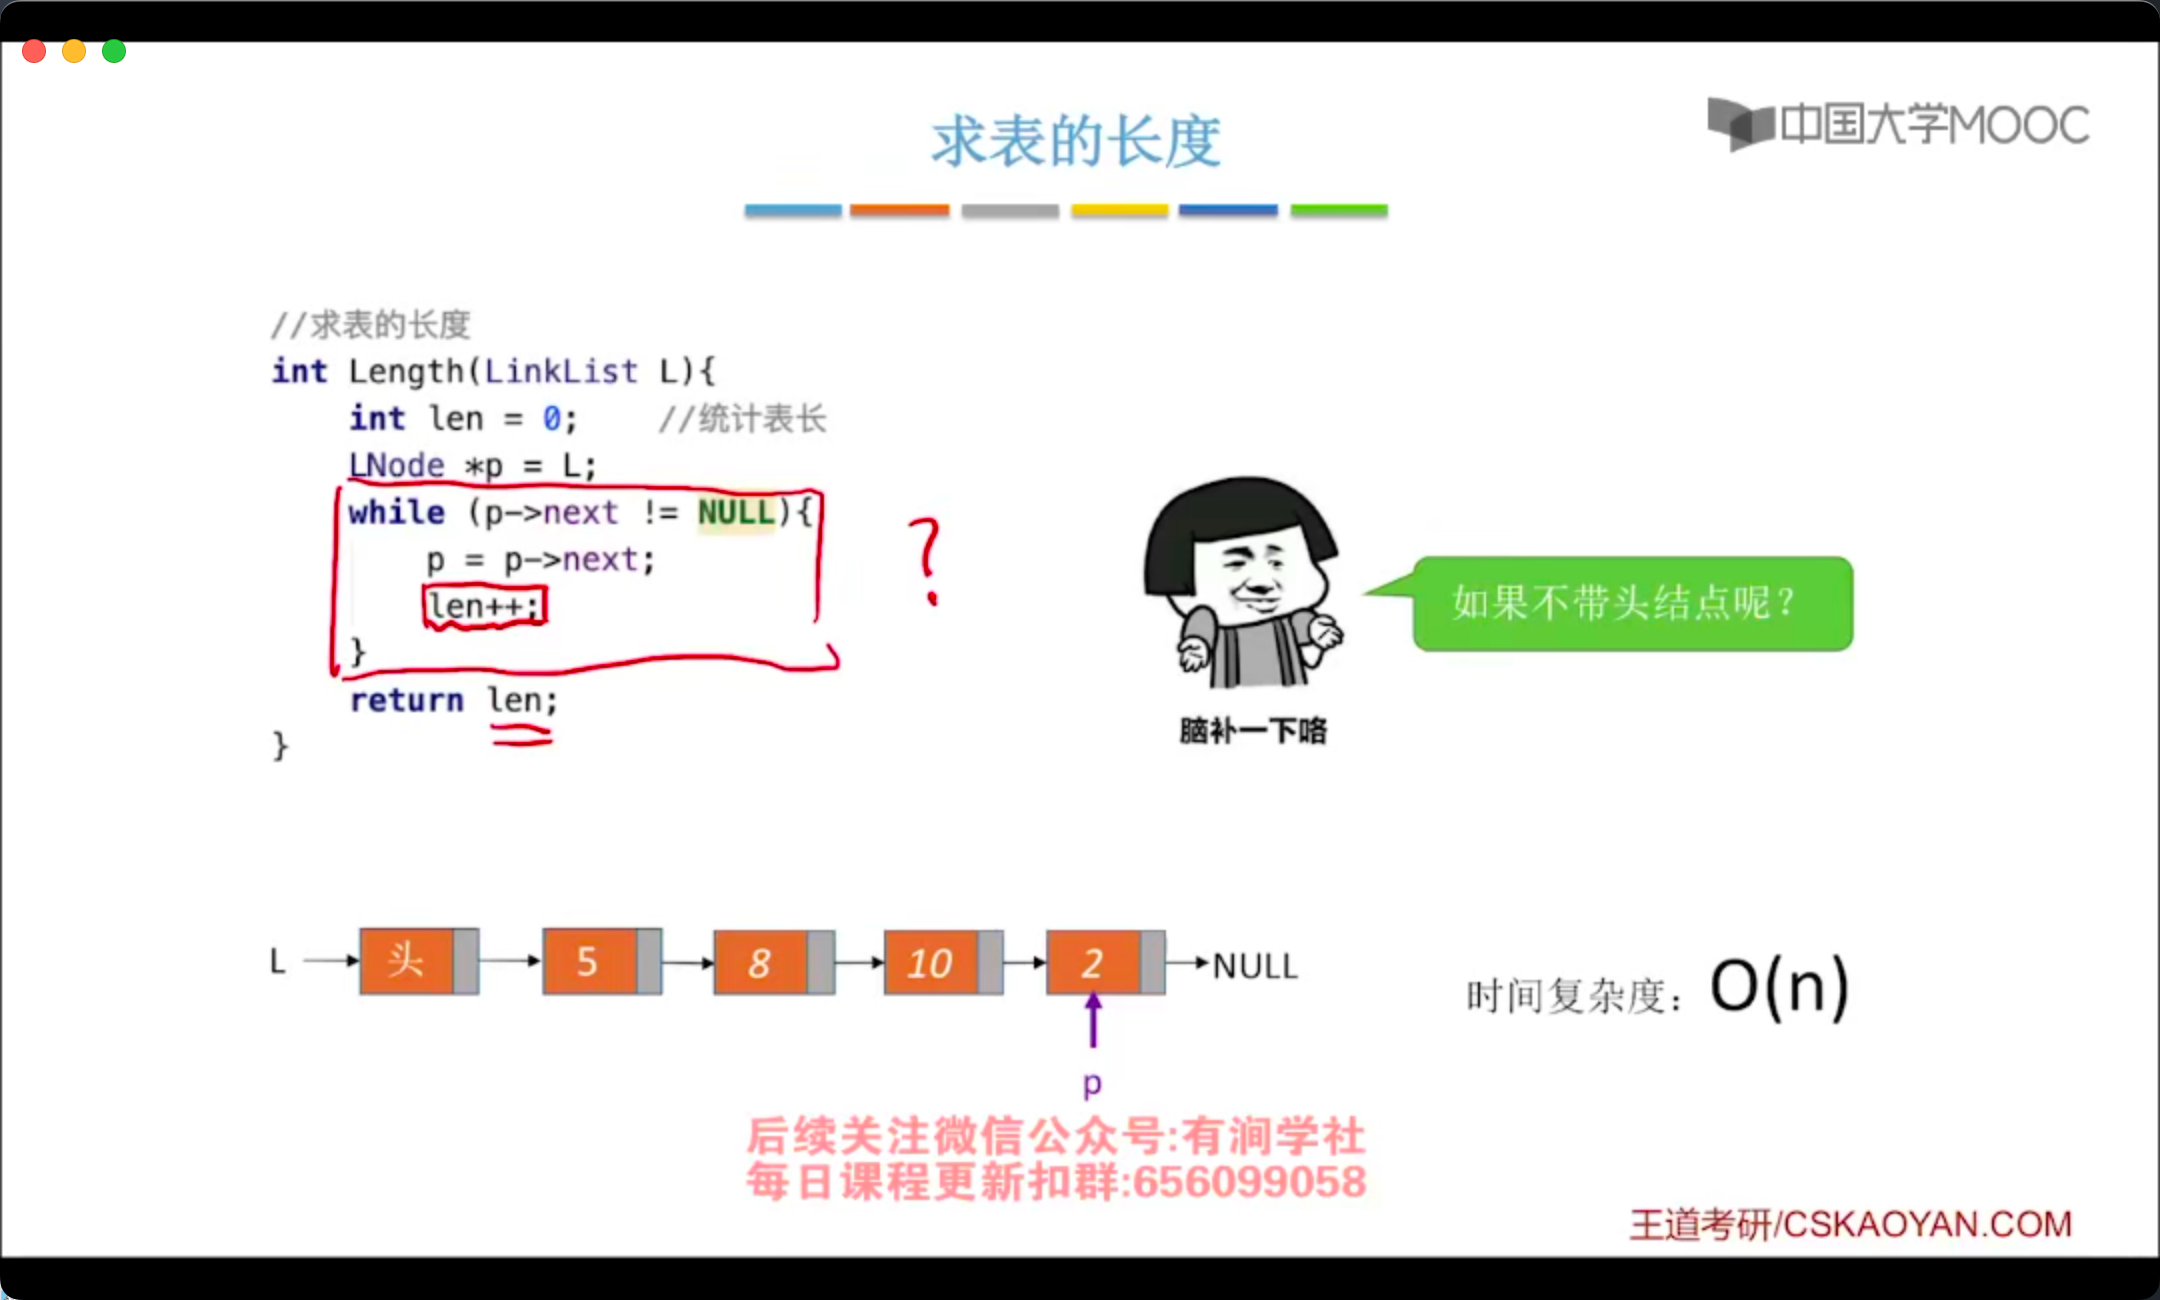 求表的长度
中国大学MOOC
//求表的长度
int Length(LinkList L){
    int len = 0;    //统计表长
    LNode *p = L;
    while (p->next != NULL){
        p = p->next;
        len++;
    }
    return len;
}
?
如果不带头结点呢?
脑补一下咯
L 头 5 8 10 2 NULL
p
时间复杂度: O(n)
后续关注微信公众号:有涧学社
每日课程更新扣群:656099058
王道考研/CSKAOYAN.COM